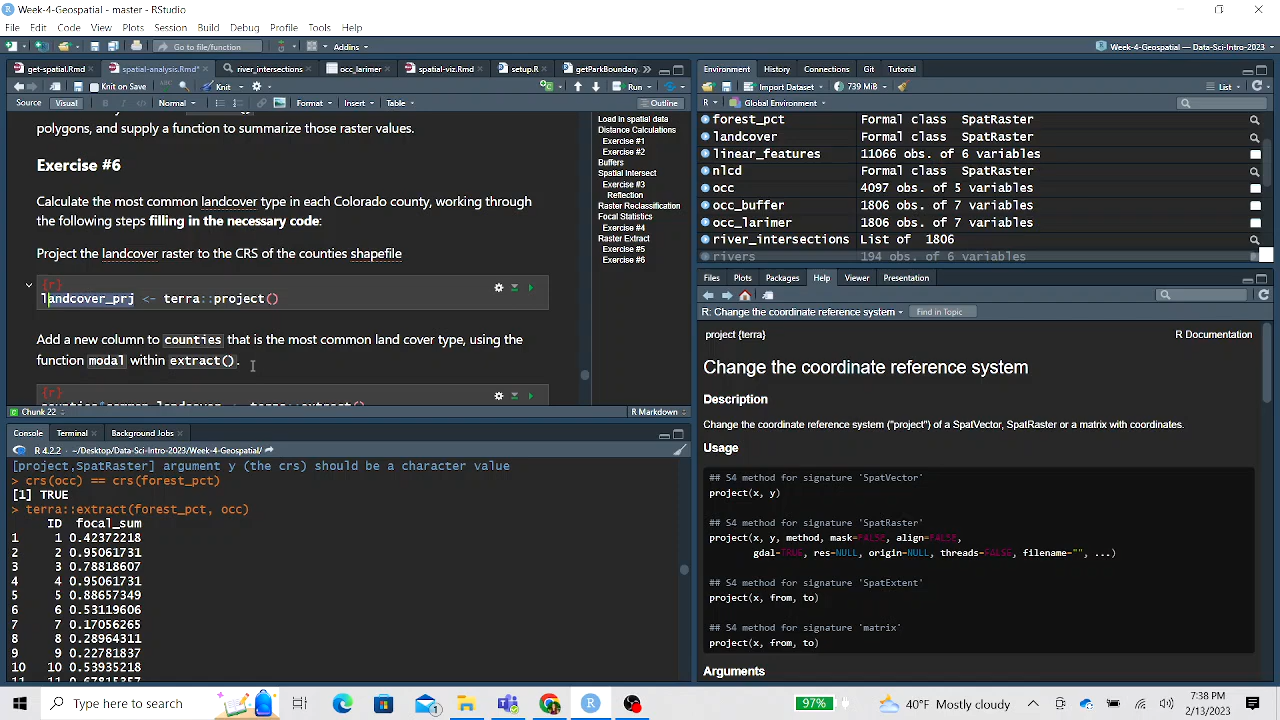 Week-4-Geospatial - master - RStudio
File Edit Code View Plots Session Build Debug Profile Tools Help
Go to file/function Addins Week-4-Geospatial — Data-Sci-Intro-2023
get-spatial.Rmd spatial-analysis.Rmd* river_intersections occ_larimer spatial-viz.Rmd setup.R getParkBoundary
Knit on Save ABC Knit Run
Source Visual B I Normal Format Insert Table Outline
polygons, and supply a function to summarize those raster values.
Exercise #6
Calculate the most common landcover type in each Colorado county, working through
the following steps filling in the necessary code:
Project the landcover raster to the CRS of the counties shapefile
{r}
landcover_prj <- terra::project()
Add a new column to counties that is the most common land cover type, using the
function modal within extract().
{r}
Load in spatial data
Distance Calculations
Exercise #1
Exercise #2
Buffers
Spatial Intersect
Exercise #3
Reflection
Raster Reclassification
Focal Statistics
Exercise #4
Raster Extract
Exercise #5
Exercise #6
Chunk 22 R Markdown
Console Terminal Background Jobs
R 4.2.2 · ~/Desktop/Data-Sci-Intro-2023/Week-4-Geospatial/
[project,SpatRaster] argument y (the crs) should be a character value
> crs(occ) == crs(forest_pct)
[1] TRUE
> terra::extract(forest_pct, occ)
ID focal_sum
1 1 0.42372218
2 2 0.95061731
3 3 0.78818607
4 4 0.95061731
5 5 0.88657349
6 6 0.53119606
7 7 0.17056265
8 8 0.28964311
9 9 0.22781837
10 10 0.53935218
Environment History Connections Git Tutorial
Import Dataset 739 MiB List
R Global Environment
forest_pct Formal class SpatRaster
landcover Formal class SpatRaster
linear_features 11066 obs. of 6 variables
nlcd Formal class SpatRaster
occ 4097 obs. of 5 variables
occ_buffer 1806 obs. of 7 variables
occ_larimer 1806 obs. of 7 variables
river_intersections List of 1806
rivers 194 obs. of 6 variables
Files Plots Packages Help Viewer Presentation
R: Change the coordinate reference system Find in Topic
project {terra} R Documentation
Change the coordinate reference system
Description
Change the coordinate reference system ("project") of a SpatVector, SpatRaster or a matrix with coordinates.
Usage
## S4 method for signature 'SpatVector'
project(x, y)
## S4 method for signature 'SpatRaster'
project(x, y, method, mask=FALSE, align=FALSE,
gdal=TRUE, res=NULL, origin=NULL, threads=FALSE, filename="", ...)
## S4 method for signature 'SpatExtent'
project(x, from, to)
## S4 method for signature 'matrix'
project(x, from, to)
Arguments
Type here to search 97% 40°F Mostly cloudy 7:38 PM
2/13/2023